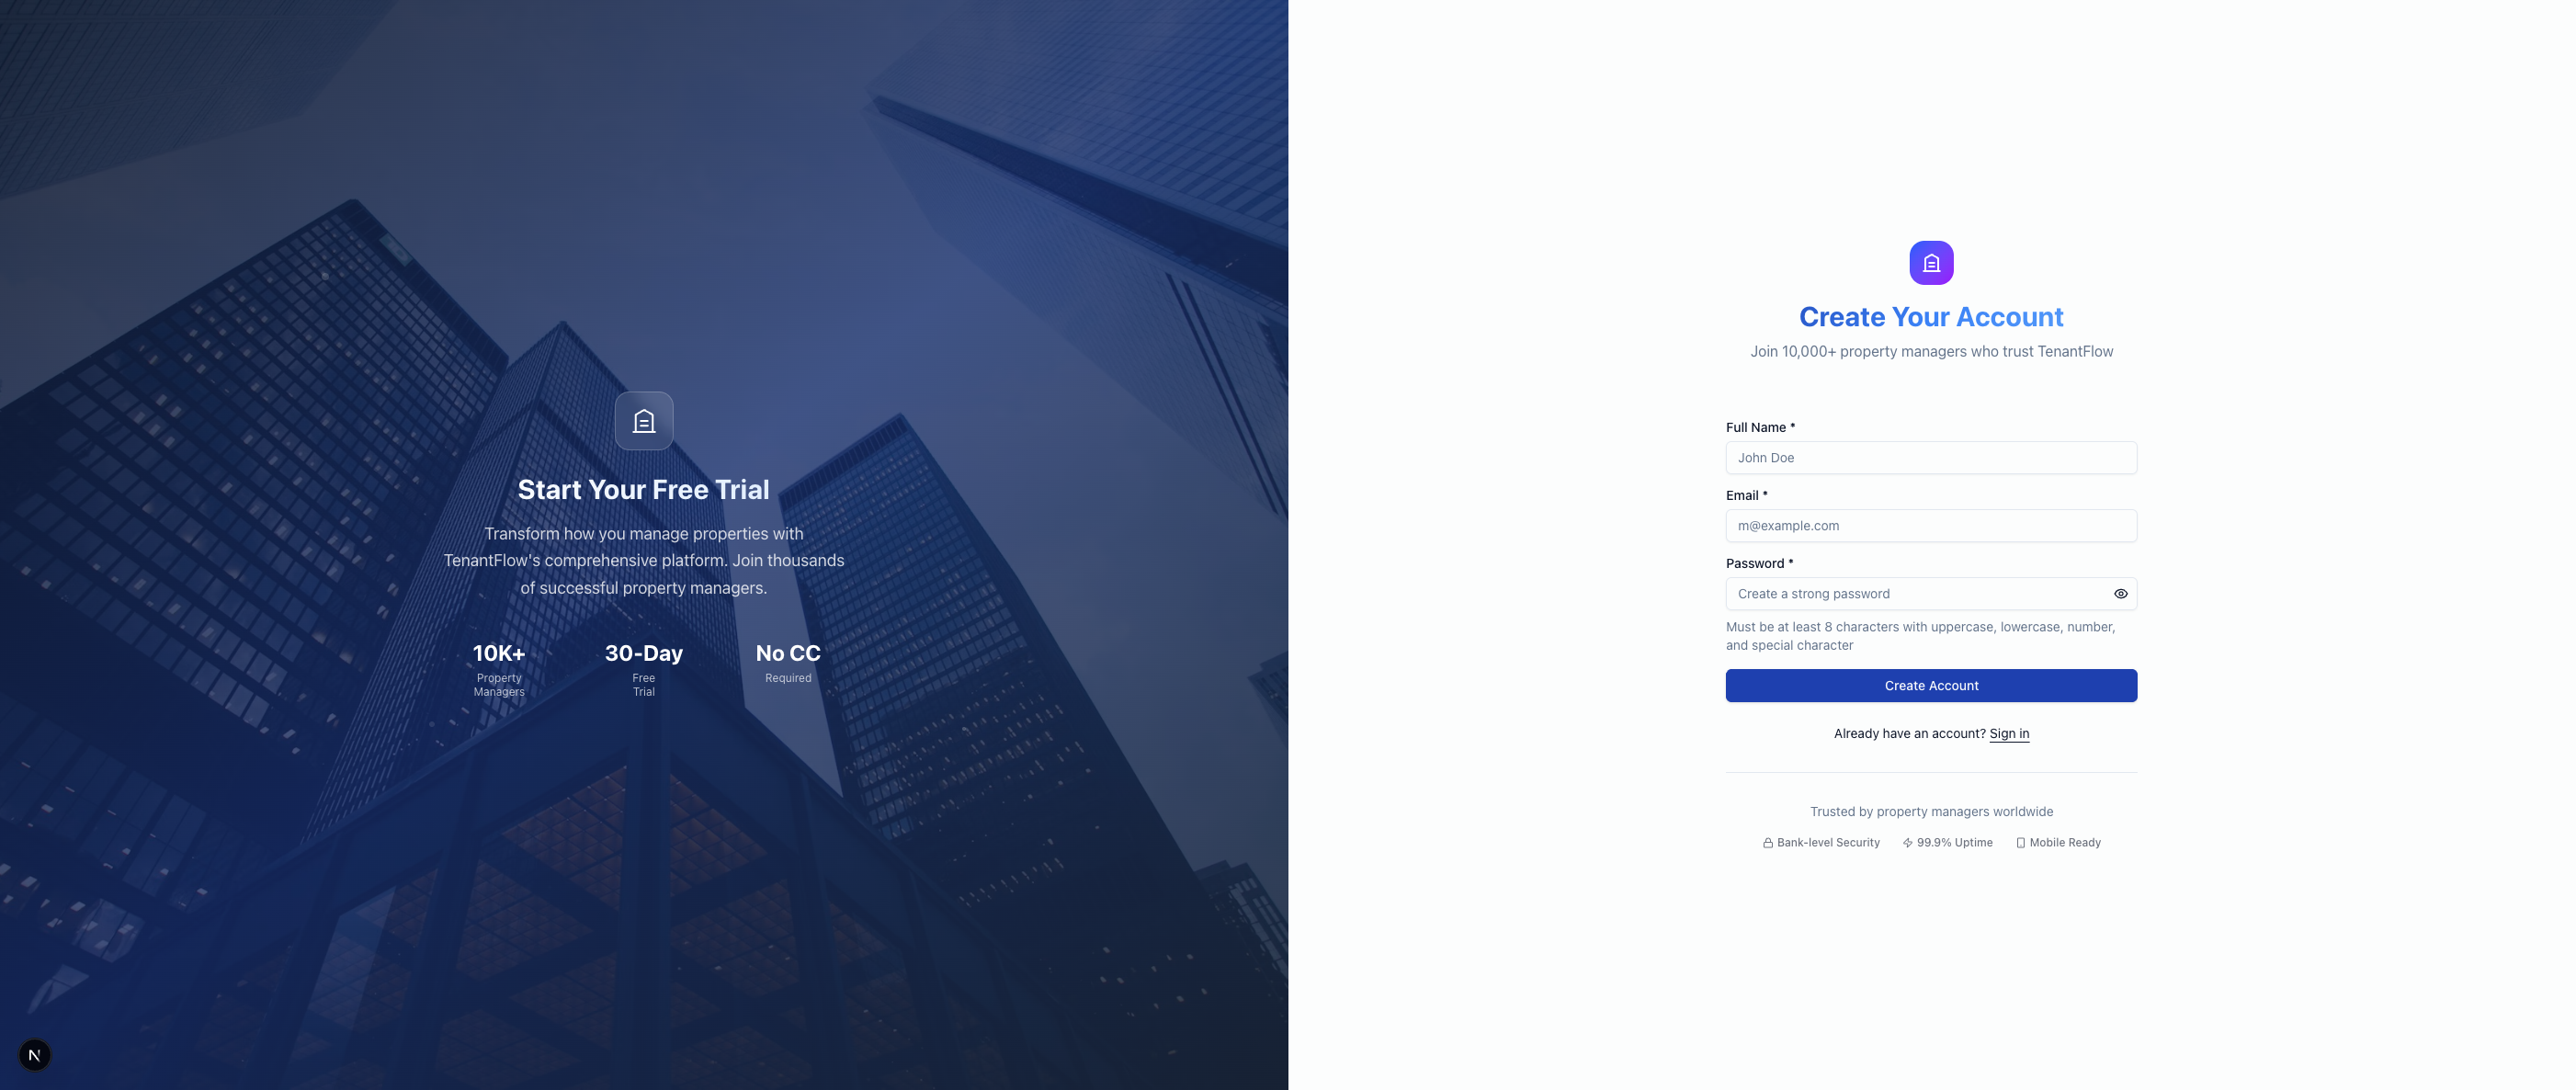 Start Your Free Trial
Transform how you manage properties with
TenantFlow's comprehensive platform. Join thousands
of successful property managers.
10K+
Property
Managers
30-Day
Free
Trial
No CC
Required
N
Create Your Account
Join 10,000+ property managers who trust TenantFlow
Full Name *
John Doe
Email *
m@example.com
Password *
Create a strong password
Must be at least 8 characters with uppercase, lowercase, number,
and special character
Create Account
Already have an account? Sign in
Trusted by property managers worldwide
Bank-level Security
99.9% Uptime
Mobile Ready